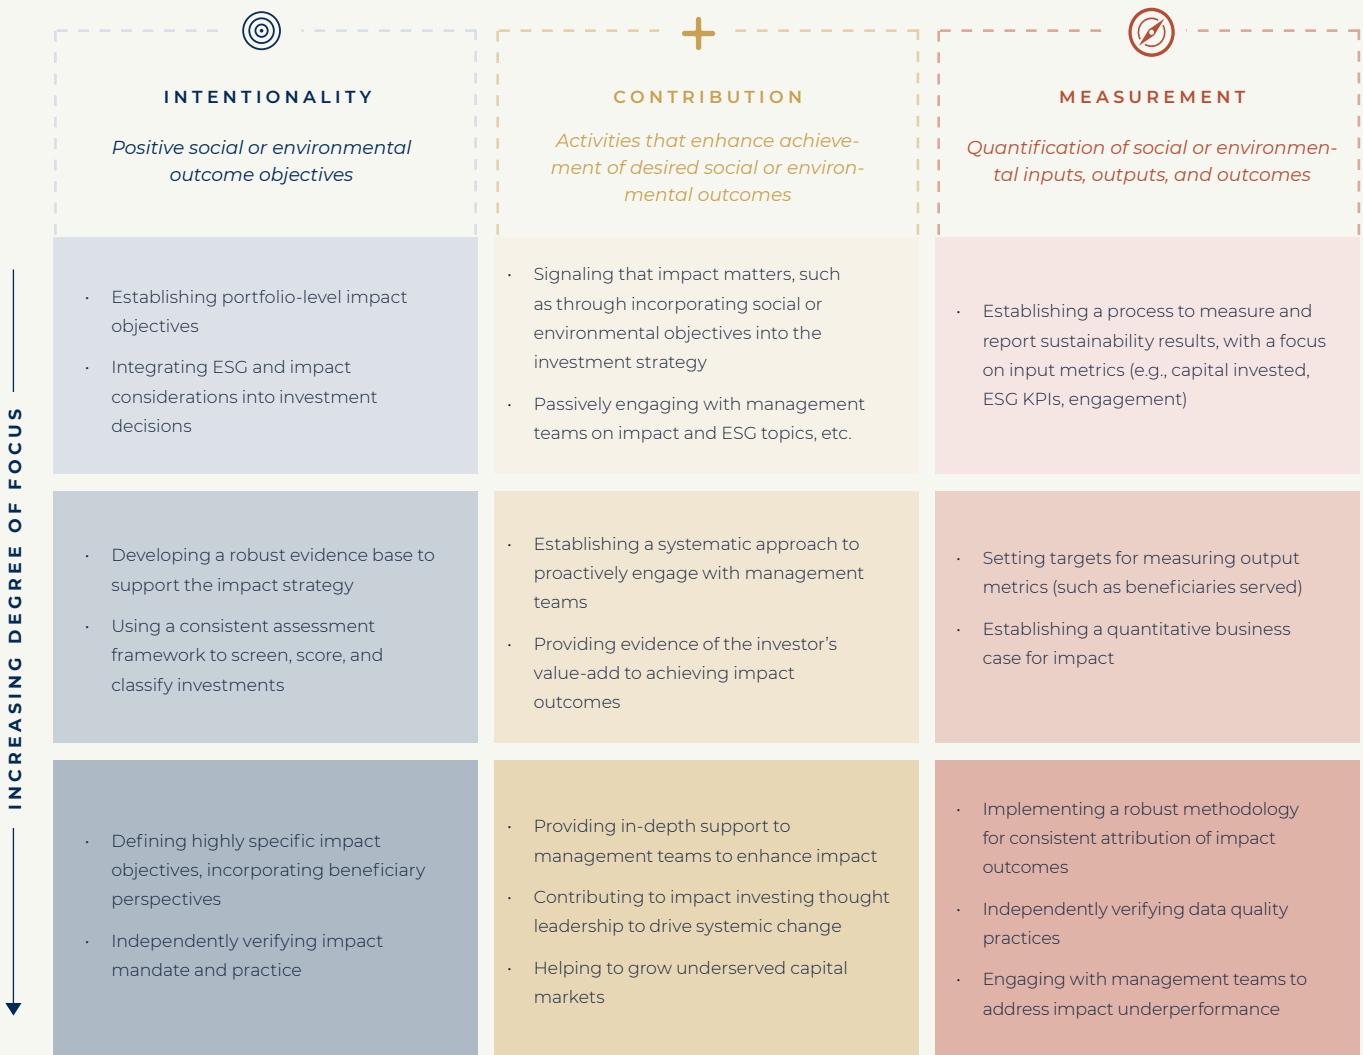 INTENTIONALITY
Positive social or environmental
outcome objectives
CONTRIBUTION
Activities that enhance achieve-
ment of desired social or environ-
mental outcomes
MEASUREMENT
Quantification of social or environmen-
tal inputs, outputs, and outcomes
INCREASING DEGREE OF FOCUS
· Establishing portfolio-level impact
objectives
· Integrating ESG and impact
considerations into investment
decisions
· Signaling that impact matters, such
as through incorporating social or
environmental objectives into the
investment strategy
· Passively engaging with management
teams on impact and ESG topics, etc.
· Establishing a process to measure and
report sustainability results, with a focus
on input metrics (e.g., capital invested,
ESG KPIs, engagement)
· Developing a robust evidence base to
support the impact strategy
· Using a consistent assessment
framework to screen, score, and
classify investments
· Establishing a systematic approach to
proactively engage with management
teams
· Providing evidence of the investor’s
value-add to achieving impact
outcomes
· Setting targets for measuring output
metrics (such as beneficiaries served)
· Establishing a quantitative business
case for impact
· Defining highly specific impact
objectives, incorporating beneficiary
perspectives
· Independently verifying impact
mandate and practice
· Providing in-depth support to
management teams to enhance impact
· Contributing to impact investing thought
leadership to drive systemic change
· Helping to grow underserved capital
markets
· Implementing a robust methodology
for consistent attribution of impact
outcomes
· Independently verifying data quality
practices
· Engaging with management teams to
address impact underperformance